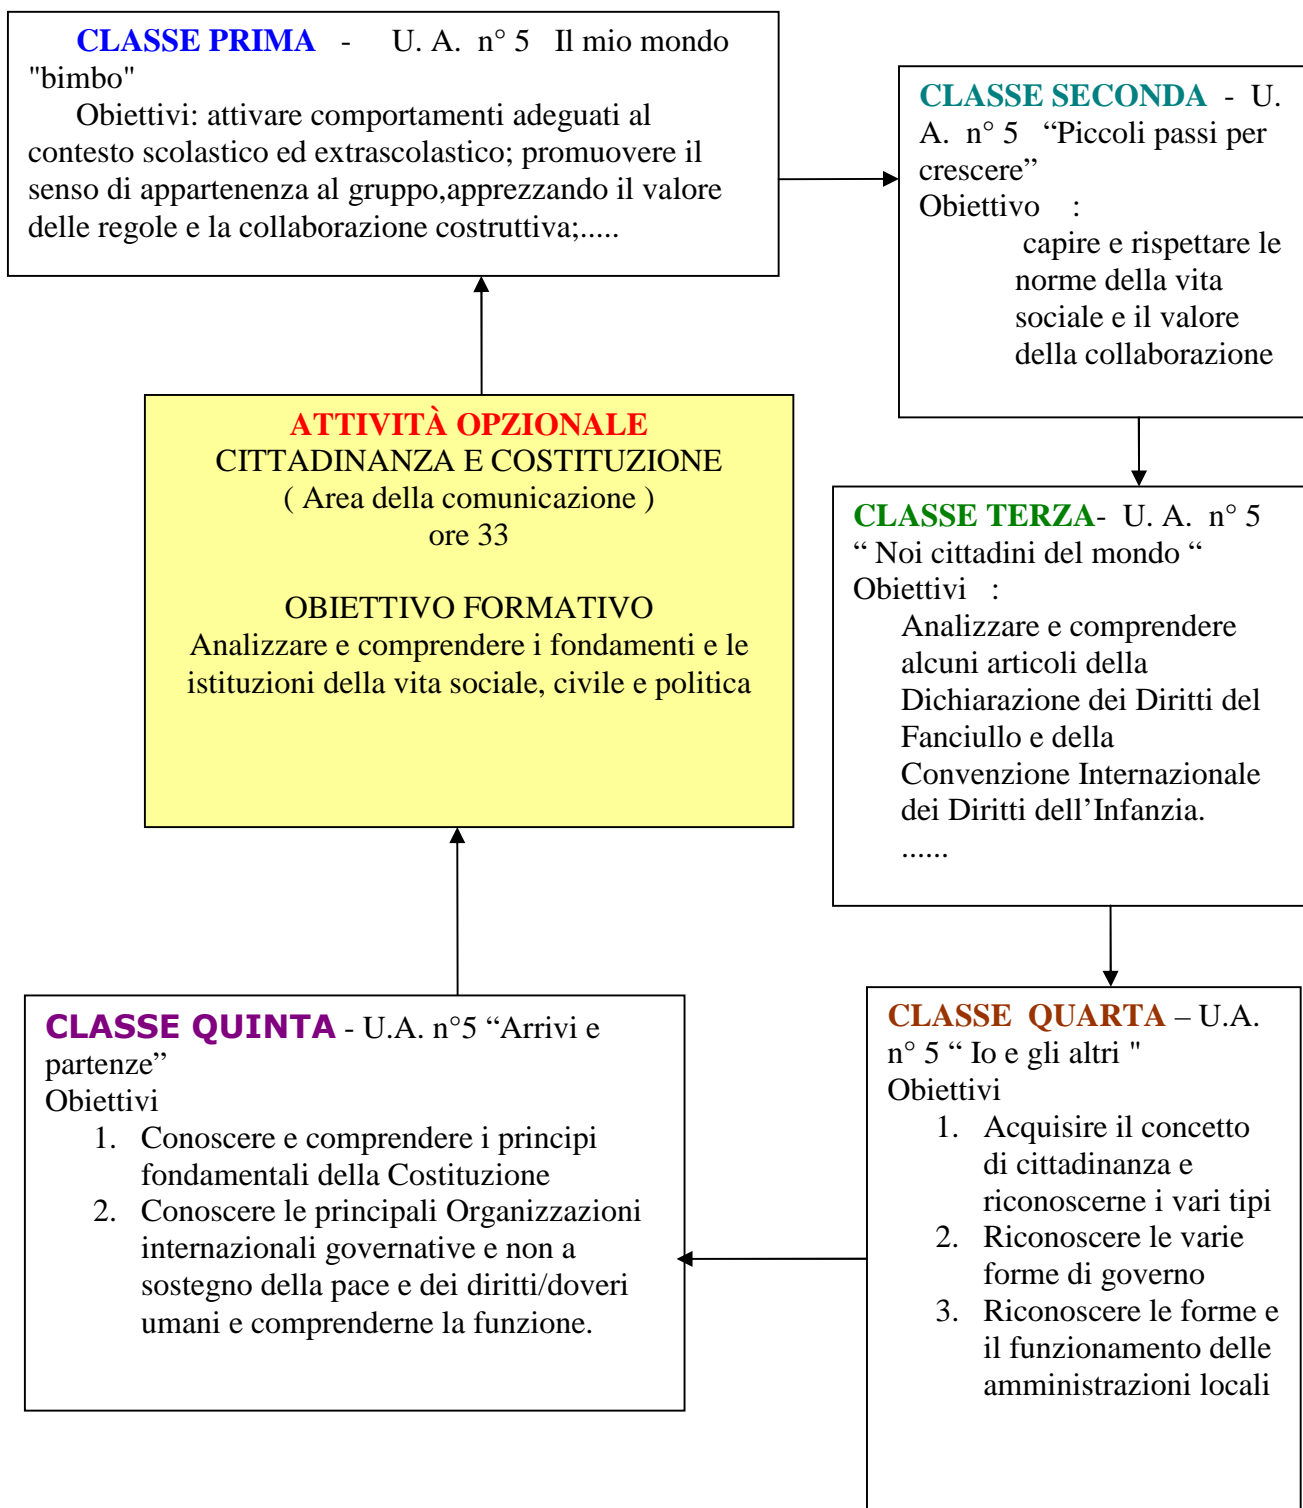 CLASSE PRIMA - U. A. n° 5 Il mio mondo
"bimbo"
Obiettivi: attivare comportamenti adeguati al
contesto scolastico ed extrascolastico; promuovere il
senso di appartenenza al gruppo,apprezzando il valore
delle regole e la collaborazione costruttiva;.....
CLASSE SECONDA - U.
A. n° 5 “Piccoli passi per
crescere”
Obiettivo :
capire e rispettare le
norme della vita
sociale e il valore
della collaborazione
ATTIVITÀ OPZIONALE
CITTADINANZA E COSTITUZIONE
( Area della comunicazione )
ore 33
OBIETTIVO FORMATIVO
Analizzare e comprendere i fondamenti e le
istituzioni della vita sociale, civile e politica
CLASSE TERZA- U. A. n° 5
“ Noi cittadini del mondo “
Obiettivi :
Analizzare e comprendere
alcuni articoli della
Dichiarazione dei Diritti del
Fanciullo e della
Convenzione Internazionale
dei Diritti dell’Infanzia.
......
CLASSE QUARTA – U.A.
n° 5 “ Io e gli altri "
Obiettivi
1. Acquisire il concetto
di cittadinanza e
riconoscerne i vari tipi
2. Riconoscere le varie
forme di governo
3. Riconoscere le forme e
il funzionamento delle
amministrazioni locali
CLASSE QUINTA - U.A. n°5 “Arrivi e
partenze”
Obiettivi
1. Conoscere e comprendere i principi
fondamentali della Costituzione
2. Conoscere le principali Organizzazioni
internazionali governative e non a
sostegno della pace e dei diritti/doveri
umani e comprenderne la funzione.